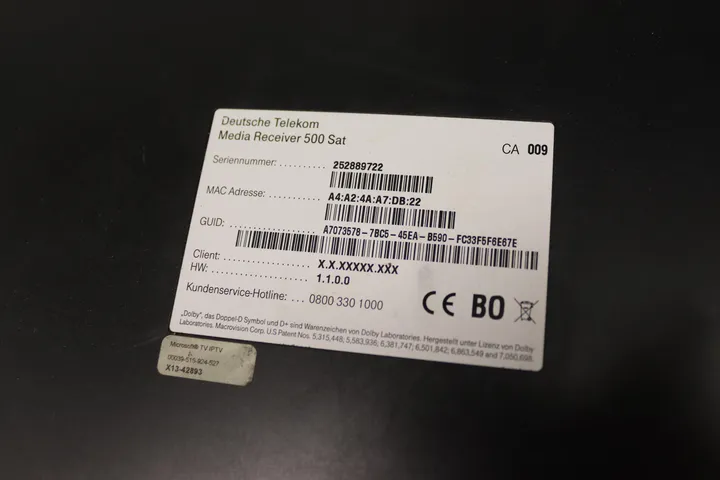 Deutsche Telekom
Media Receiver 500 Sat
CA 009
Seriennummer: .......... 252889722
MAC Adresse: ........... A4:A2:4A:A7:DB:22
GUID: .................. A7073578-7BC5-45EA-B590-FC33F5F6E67E
Client: .................. X.X.XXXXX.XXX
HW: ..................... 1.1.0.0
Kundenservice-Hotline: ... 0800 330 1000
CE BO
„Dolby", das Doppel-D Symbol und D+ sind Warenzeichen von Dolby Laboratories. Hergestellt unter Lizenz von Dolby
Laboratories. Macrovision Corp. U.S Patent Nos. 5,315,448; 5,583,936; 6,381,747; 6,501,842; 6,863,549 and 7,050,698.
Microsoft® TV IPTV
00039-515-924-527
X13-42893